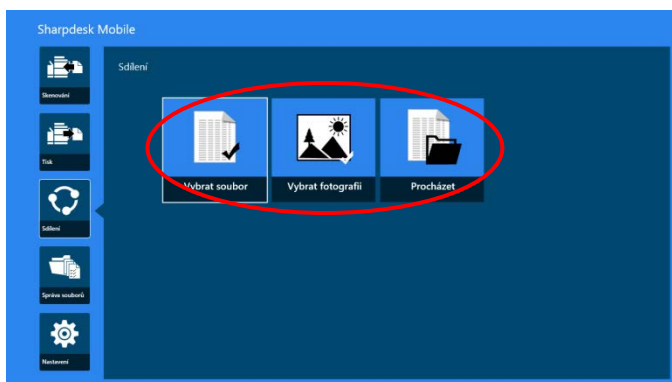 Sharpdesk Mobile
Skenování
Tisk
Sdílení
Správa souborů
Nastavení
Sdílení
Vybrat soubor
Vybrat fotografii
Procházet